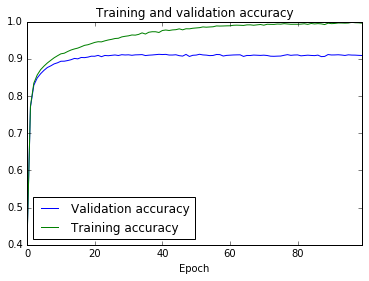 Training and validation accuracy
1.0
0.9
0.8
0.7
0.6
0.5
0.4
Validation accuracy
Training accuracy
0 20 40 60 80
Epoch